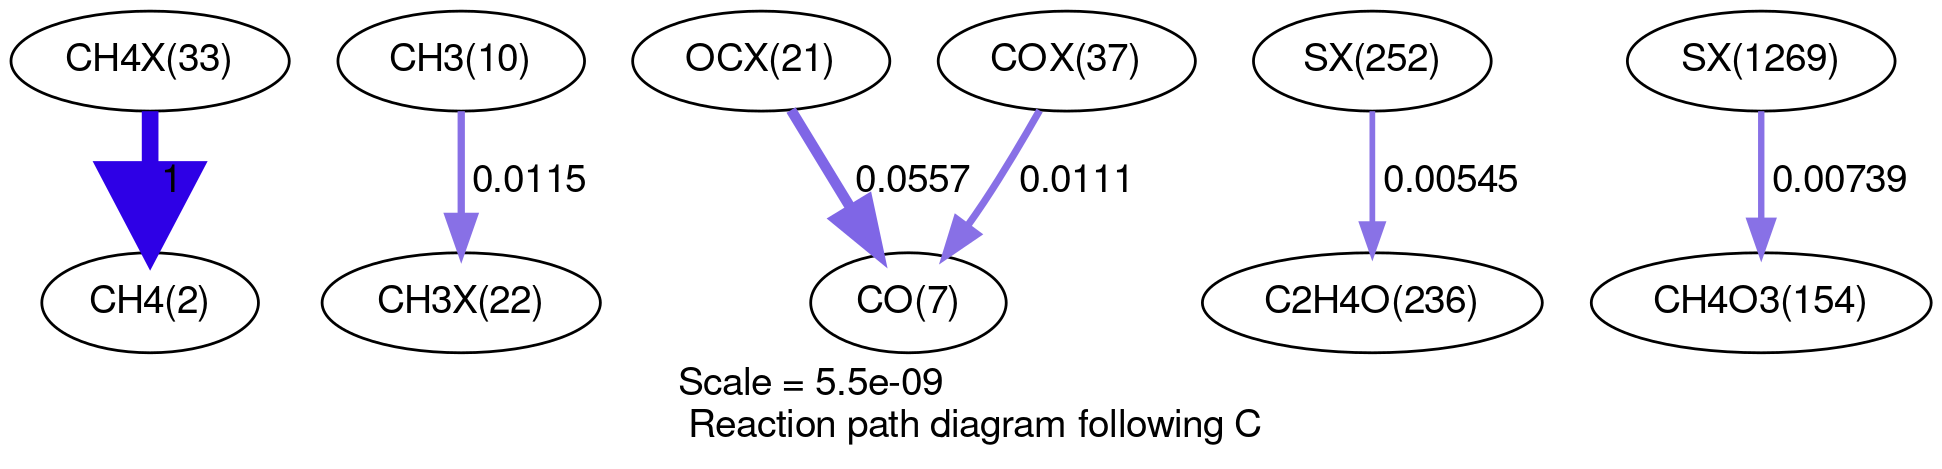 CH4X(33) CH3(10) OCX(21) COX(37) SX(252) SX(1269)
1 0.0115 0.0557 0.0111 0.00545 0.00739
CH4(2) CH3X(22) CO(7) C2H4O(236) CH4O3(154)
Scale = 5.5e-09
Reaction path diagram following C